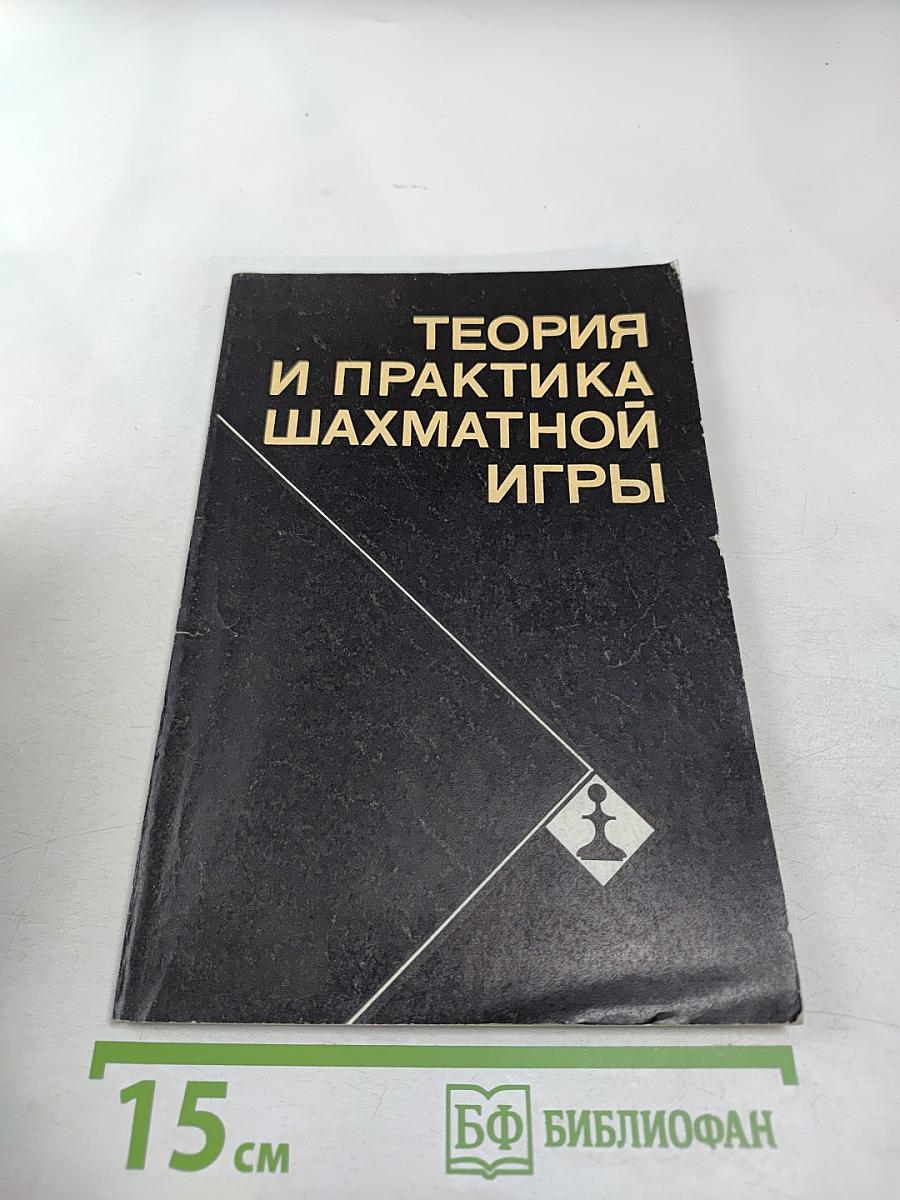 ТЕОРИЯ
И ПРАКТИКА
ШАХМАТНОЙ
ИГРЫ
15 см
БФ БИБЛИОФАН